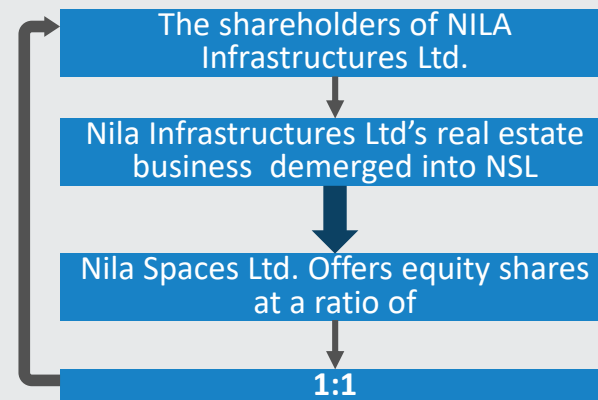 The shareholders of NILA
Infrastructures Ltd.
Nila Infrastructures Ltd's real estate
business demerged into NSL
Nila Spaces Ltd. Offers equity shares
at a ratio of
1:1